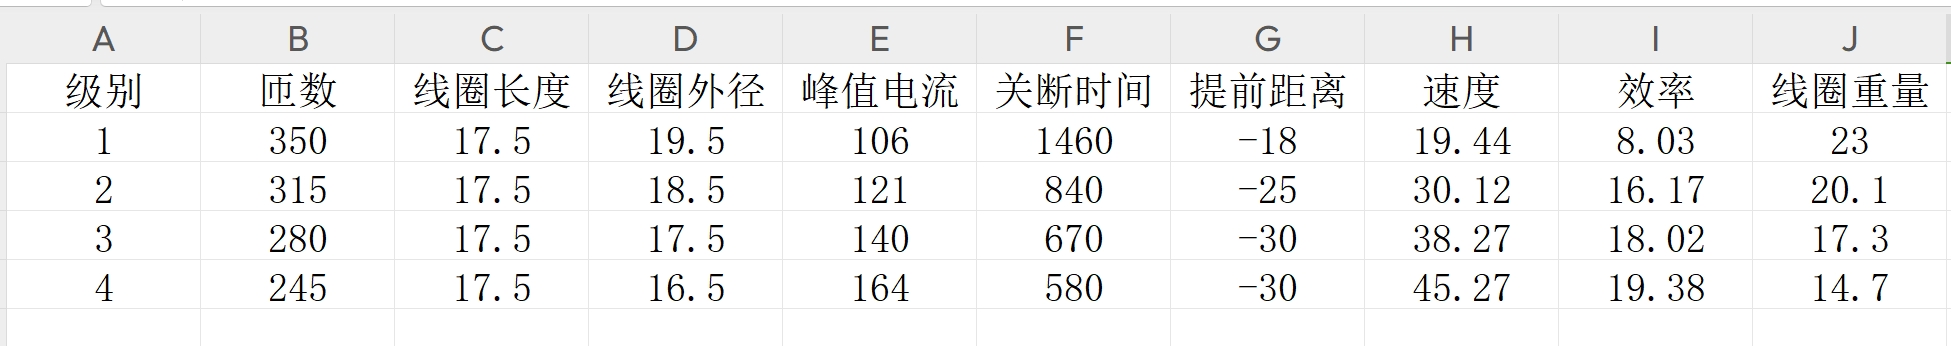 A B C D E F G H I J
级别 匝数 线圈长度 线圈外径 峰值电流 关断时间 提前距离 速度 效率 线圈重量
1 350 17.5 19.5 106 1460 -18 19.44 8.03 23
2 315 17.5 18.5 121 840 -25 30.12 16.17 20.1
3 280 17.5 17.5 140 670 -30 38.27 18.02 17.3
4 245 17.5 16.5 164 580 -30 45.27 19.38 14.7